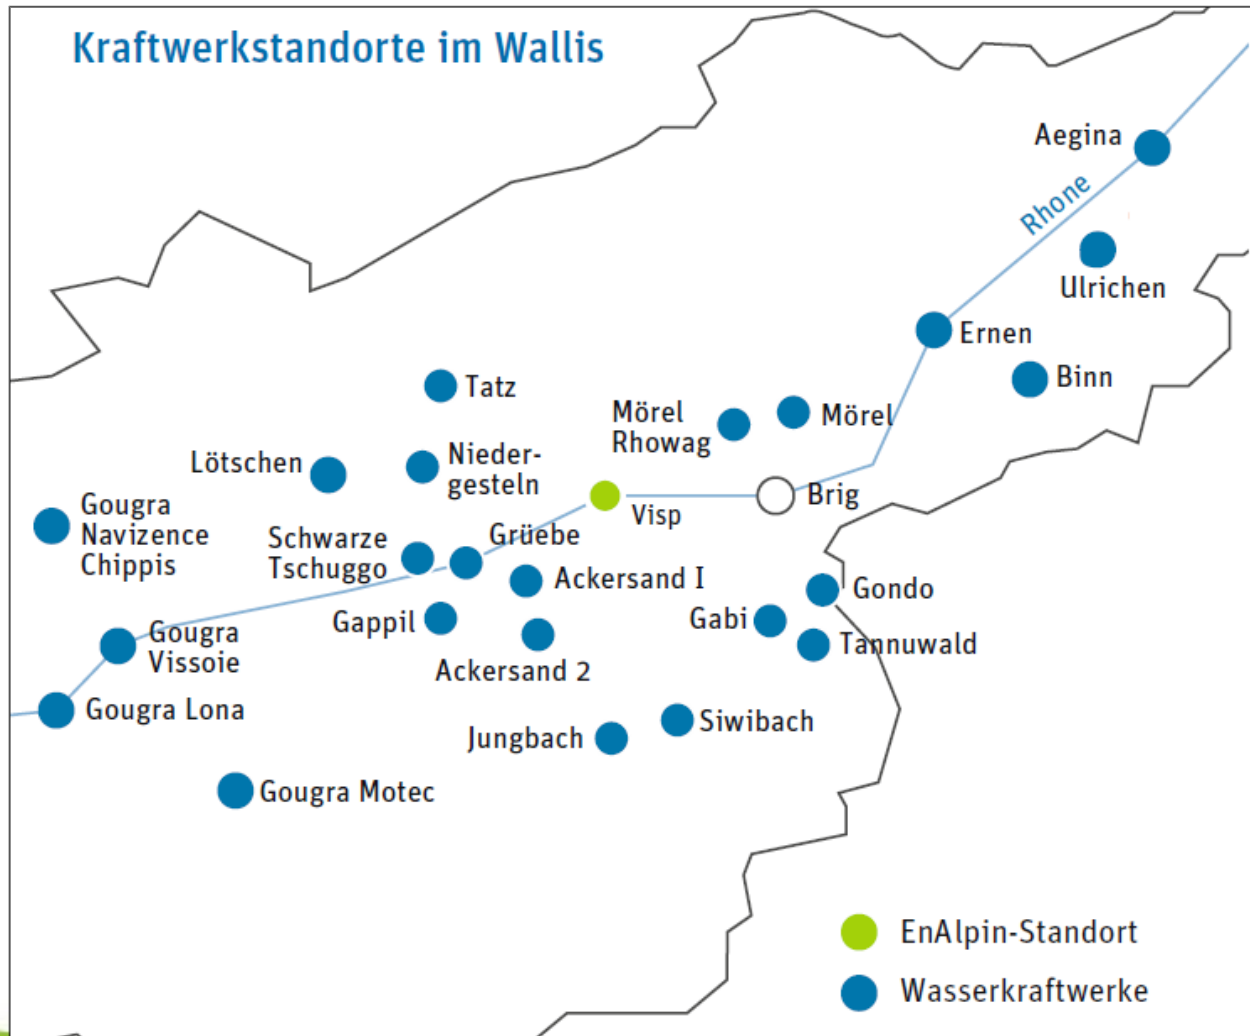 Kraftwerkstandorte im Wallis
Aegina
Rhone
Ulrichen
Ernen
Binn
Tatz
Mörel
Rhowag
Mörel
Lötschen
Nieder-
gesteln
Brig
Visp
Gougra
Navizence
Chippis
Schwarze
Tschuggo
Grüebe
Ackersand I
Gondo
Gappil
Gabi
Gougra
Vissoie
Tannuwald
Ackersand 2
Gougra Lona
Jungbach
Siwibach
Gougra Motec
EnAlpin-Standort
Wasserkraftwerke